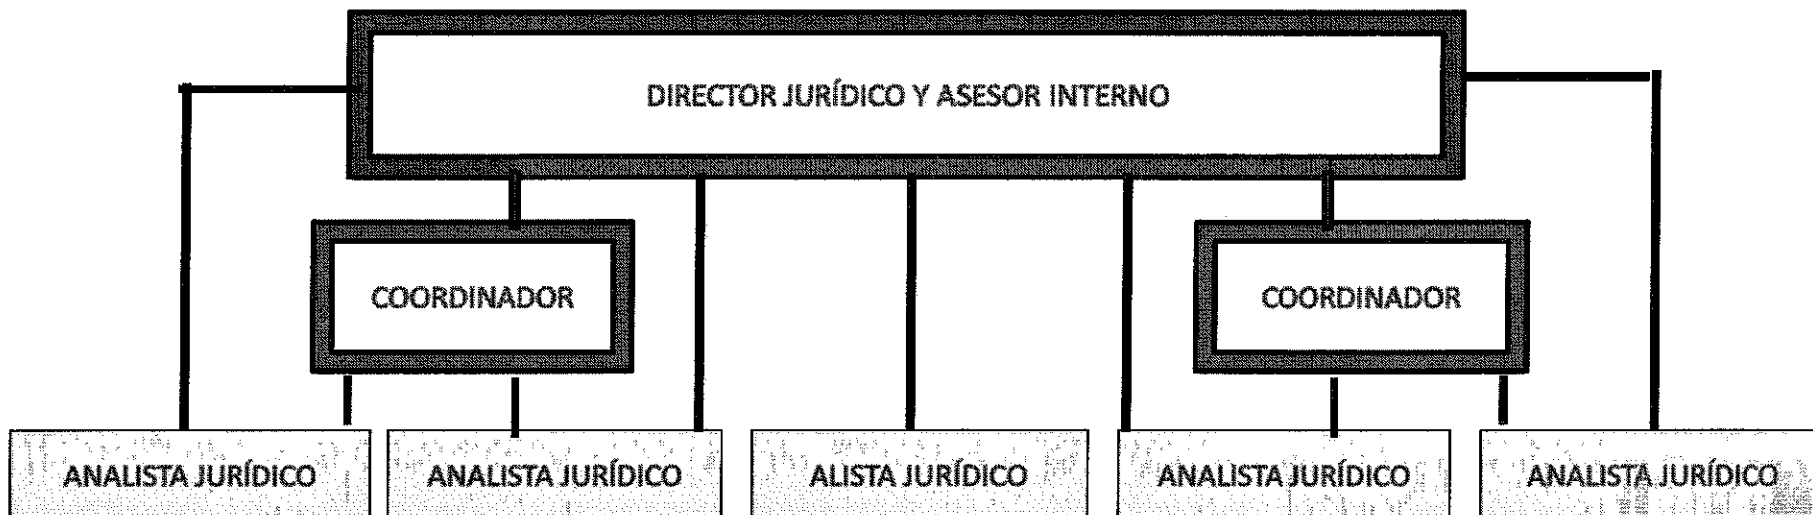 DIRECTOR JURÍDICO Y ASESOR INTERNO
COORDINADOR
COORDINADOR
ANALISTA JURÍDICO
ANALISTA JURÍDICO
ALISTA JURÍDICO
ANALISTA JURÍDICO
ANALISTA JURÍDICO